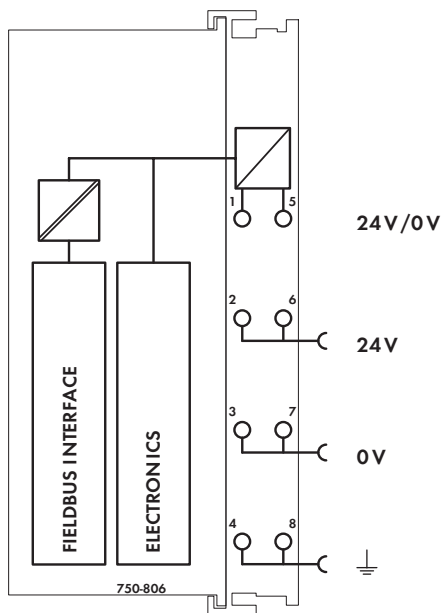 1 5
24V/0V
2 6
24V
3 7
0V
4 8
FIELDBUS INTERFACE
ELECTRONICS
750-806